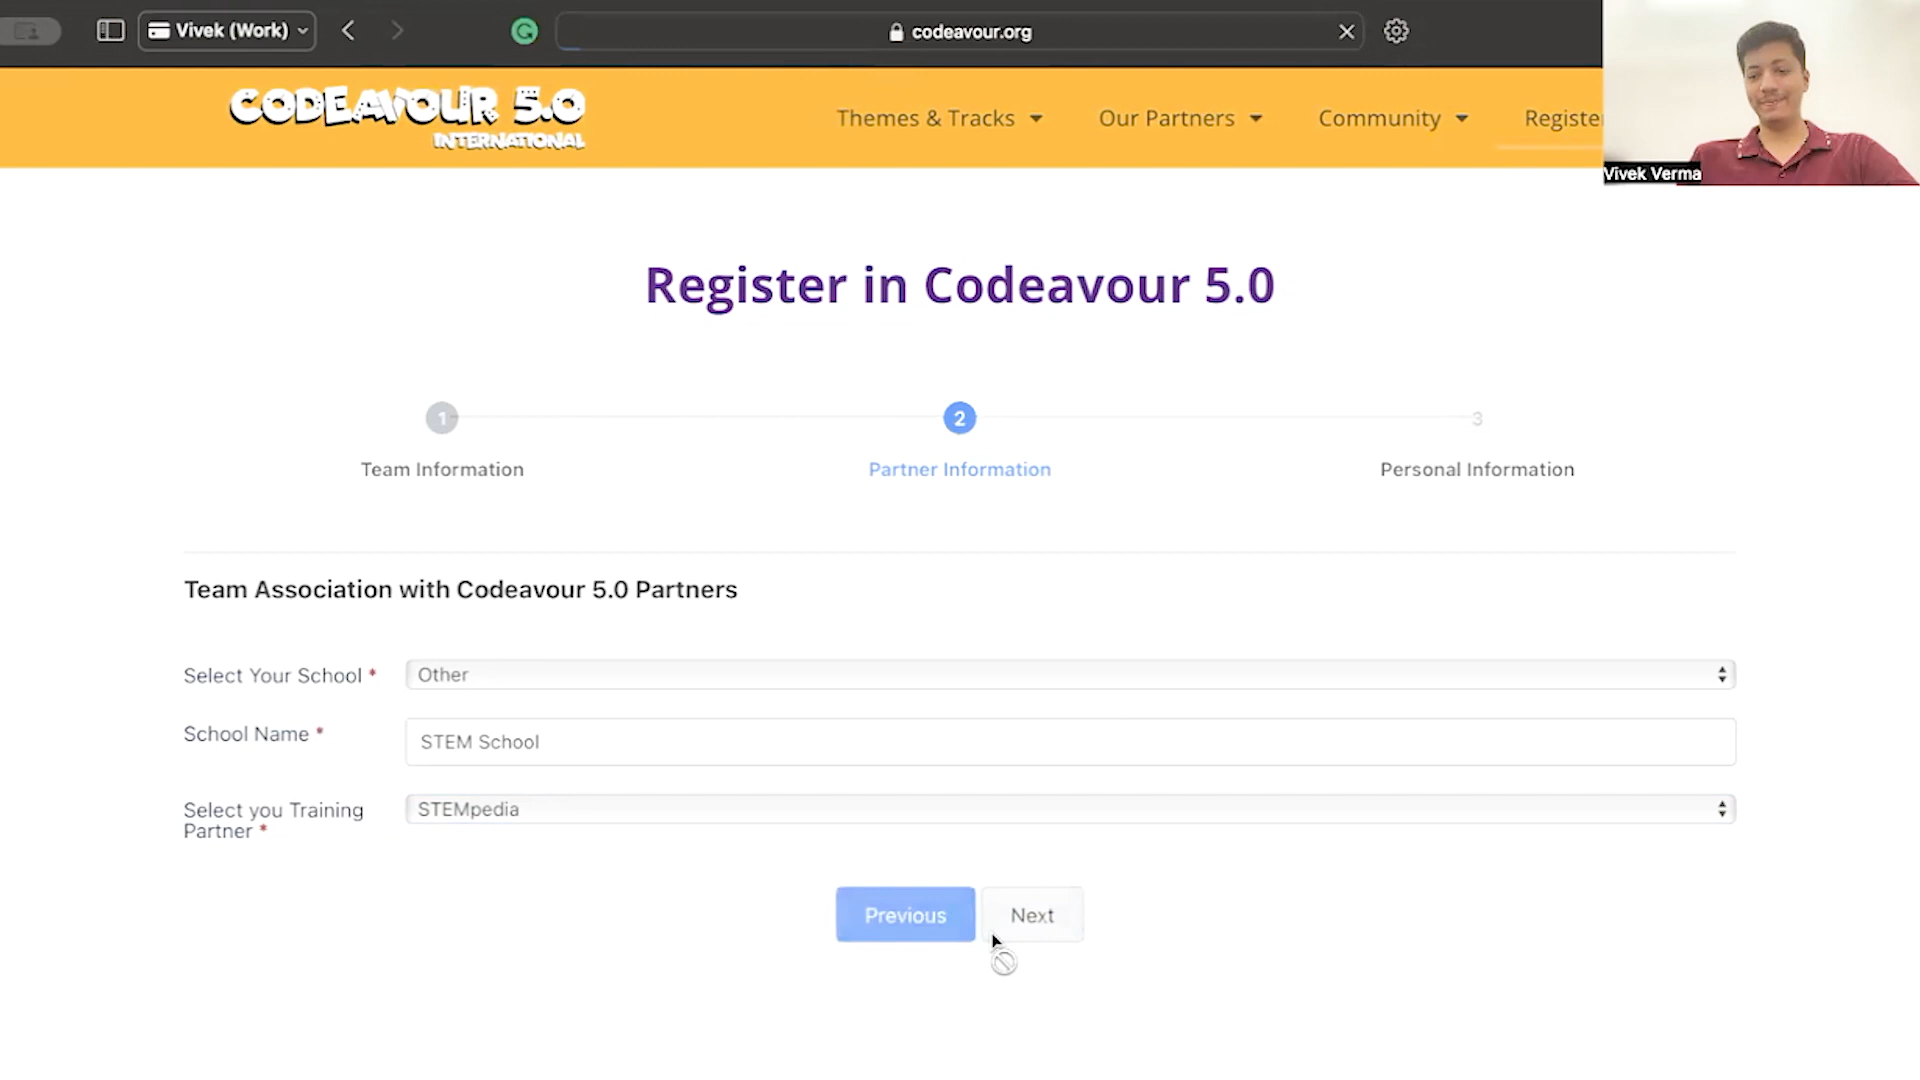 Vivek (Work)
codeavour.org
CODEAVOUR 5.0
INTERNATIONAL
Themes & Tracks
Our Partners
Community
Registe
Vivek Verma
Register in Codeavour 5.0
1
2
3
Team Information
Partner Information
Personal Information
Team Association with Codeavour 5.0 Partners
Select Your School *
Other
School Name *
STEM School
Select you Training
Partner *
STEMpedia
Previous
Next